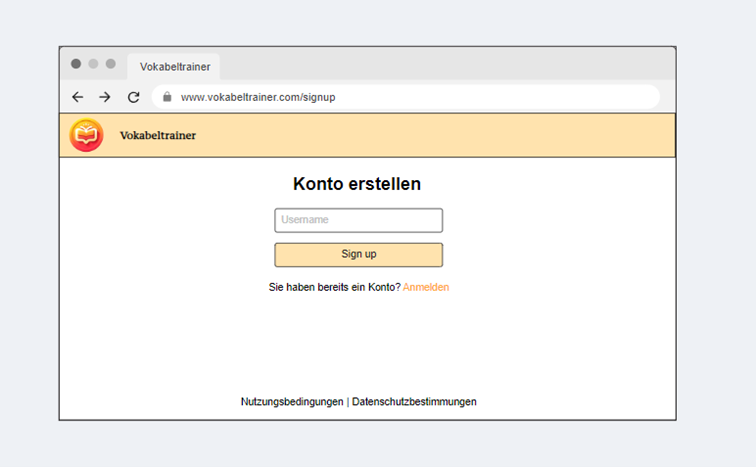 Vokabeltrainer
www.vokabeltrainer.com/signup
Vokabeltrainer
Konto erstellen
Username
Sign up
Sie haben bereits ein Konto? Anmelden
Nutzungsbedingungen | Datenschutzbestimmungen